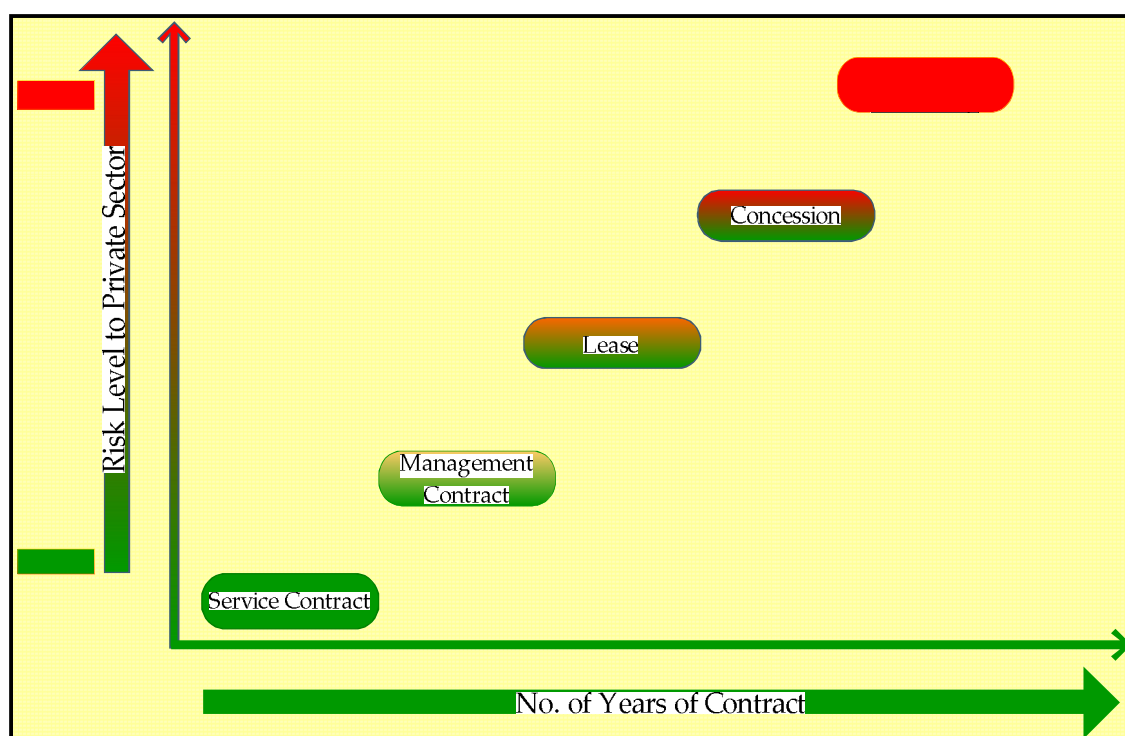 Risk Level to Private Sector
Concession
Lease
Management
Contract
Service Contract
No. of Years of Contract